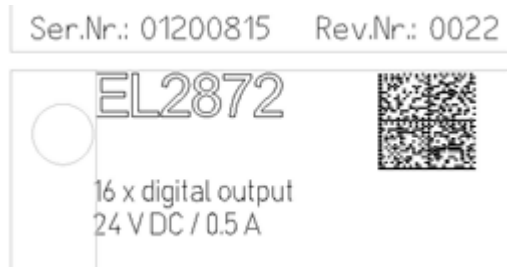 Ser.Nr.: 01200815 Rev.Nr.: 0022
EL2872
16 x digital output
24 V DC / 0.5 A